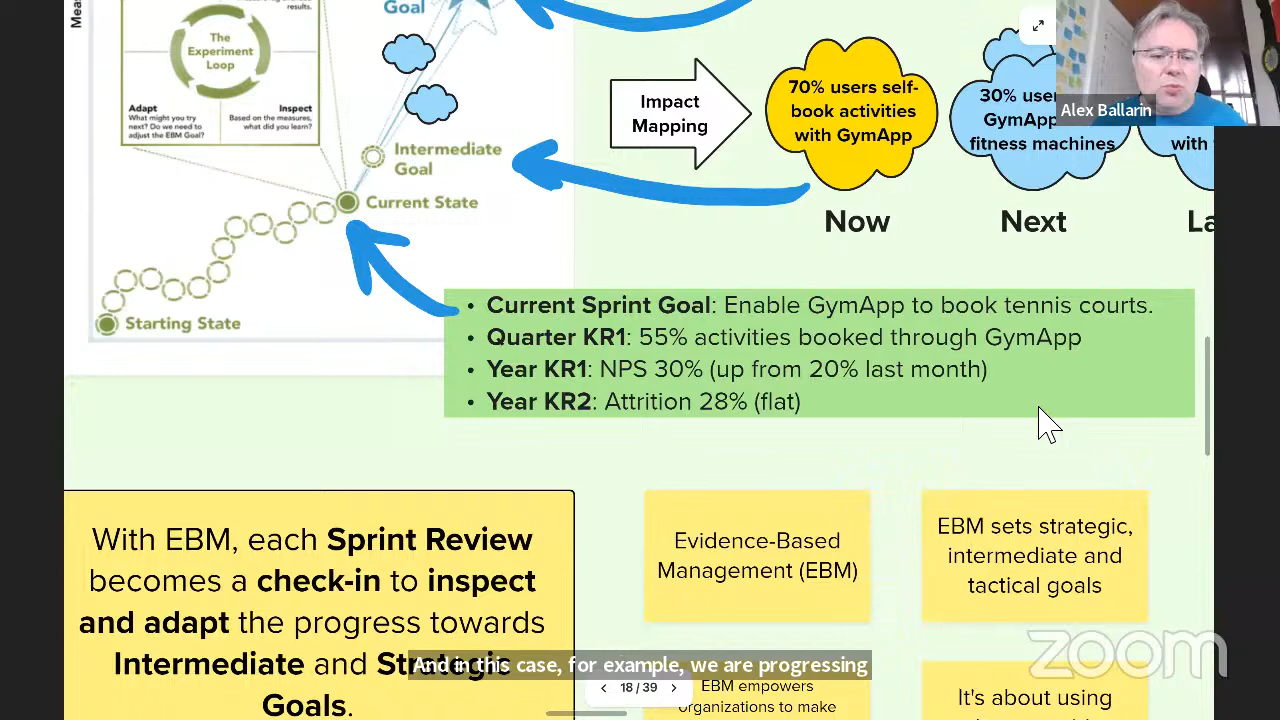 results.
Mea
Goal
The
Experiment
Loop
Adapt
What might you try
next? Do we need to
adjust the EBM Goal?
Inspect
Based on the measures,
what did you learn?
Intermediate
Goal
Current State
Starting State
Impact
Mapping
70% users self-
book activities
with GymApp
30% use
GymApp
fitness machines
with
Now
Next
La
Alex Ballarin
• Current Sprint Goal: Enable GymApp to book tennis courts.
• Quarter KR1: 55% activities booked through GymApp
• Year KR1: NPS 30% (up from 20% last month)
• Year KR2: Attrition 28% (flat)
With EBM, each Sprint Review
becomes a check-in to inspect
and adapt the progress towards
Intermediate and Strategic
Goals.
Evidence-Based
Management (EBM)
EBM sets strategic,
intermediate and
tactical goals
EBM empowers
organizations to make
It's about using
And in this case, for example, we are progressing
18 / 39
zoom